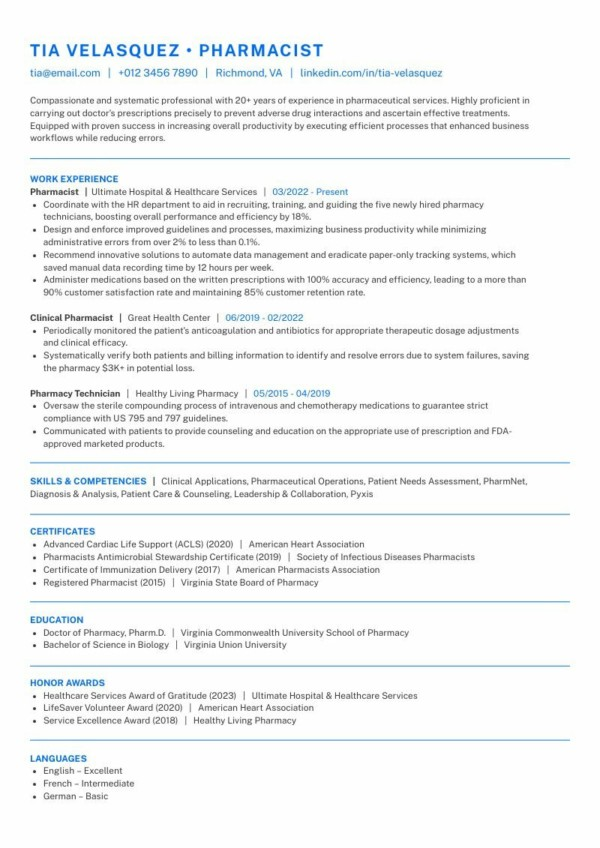 TIA VELASQUEZ • PHARMACIST
tia@email.com | +012 3456 7890 | Richmond, VA | linkedin.com/in/tia-velasquez
Compassionate and systematic professional with 20+ years of experience in pharmaceutical services. Highly proficient in
carrying out doctor's prescriptions precisely to prevent adverse drug interactions and ascertain effective treatments.
Equipped with proven success in increasing overall productivity by executing efficient processes that enhanced business
workflows while reducing errors.
WORK EXPERIENCE
Pharmacist | Ultimate Hospital & Healthcare Services | 03/2022 - Present
• Coordinate with the HR department to aid in recruiting, training, and guiding the five newly hired pharmacy
technicians, boosting overall performance and efficiency by 18%.
• Design and enforce improved guidelines and processes, maximizing business productivity while minimizing
administrative errors from over 2% to less than 0.1%.
• Recommend innovative solutions to automate data management and eradicate paper-only tracking systems, which
saved manual data recording time by 12 hours per week.
• Administer medications based on the written prescriptions with 100% accuracy and efficiency, leading to a more than
90% customer satisfaction rate and maintaining 85% customer retention rate.
Clinical Pharmacist | Great Health Center | 06/2019 - 02/2022
• Periodically monitored the patient's anticoagulation and antibiotics for appropriate therapeutic dosage adjustments
and clinical efficacy.
• Systematically verify both patients and billing information to identify and resolve errors due to system failures, saving
the pharmacy $3K+ in potential loss.
Pharmacy Technician | Healthy Living Pharmacy | 05/2015 - 04/2019
• Oversaw the sterile compounding process of intravenous and chemotherapy medications to guarantee strict
compliance with US 795 and 797 guidelines.
• Communicated with patients to provide counseling and education on the appropriate use of prescription and FDA-
approved marketed products.
SKILLS & COMPETENCIES | Clinical Applications, Pharmaceutical Operations, Patient Needs Assessment, PharmNet,
Diagnosis & Analysis, Patient Care & Counseling, Leadership & Collaboration, Pyxis
CERTIFICATES
• Advanced Cardiac Life Support (ACLS) (2020) | American Heart Association
• Pharmacists Antimicrobial Stewardship Certificate (2019) | Society of Infectious Diseases Pharmacists
• Certificate of Immunization Delivery (2017) | American Pharmacists Association
• Registered Pharmacist (2015) | Virginia State Board of Pharmacy
EDUCATION
• Doctor of Pharmacy, Pharm.D. | Virginia Commonwealth University School of Pharmacy
• Bachelor of Science in Biology | Virginia Union University
HONOR AWARDS
• Healthcare Services Award of Gratitude (2023) | Ultimate Hospital & Healthcare Services
• LifeSaver Volunteer Award (2020) | American Heart Association
• Service Excellence Award (2018) | Healthy Living Pharmacy
LANGUAGES
• English – Excellent
• French – Intermediate
• German – Basic